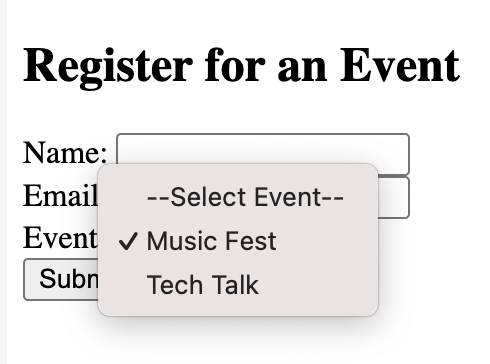 Register for an Event
Name:
Email
--Select Event--
Event
✓ Music Fest
Subm
Tech Talk